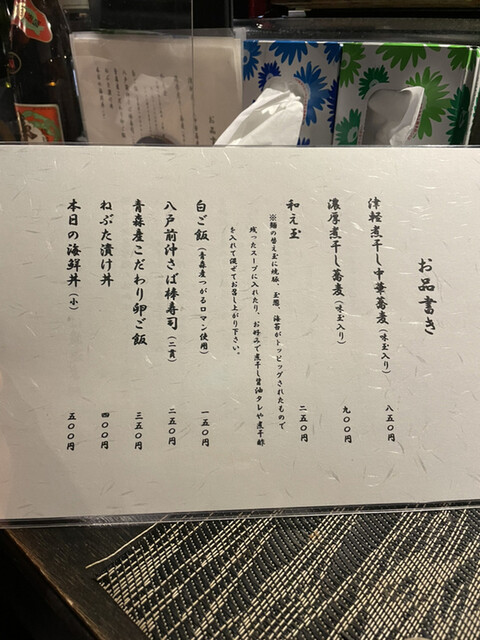 お品書き
津軽煮干し中華蕎麦（味玉入り） 八五〇円
濃厚煮干し蕎麦（味玉入り） 九〇〇円
和え玉 二五〇円
※麺の替え玉に焼豚、玉葱、海苔がトッピングされたもので
残ったスープに入れたり、お好みで煮干し醤油タレや煮干酢
を入れて混ぜてお召し上がり下さい。
白ご飯（青森産つがるロマン使用） 一五〇円
八戸前沖さば棒寿司（二貫） 二五〇円
青森産こだわり卵ご飯 三五〇円
ねぶた漬け丼 四〇〇円
本日の海鮮丼（小） 五〇〇円